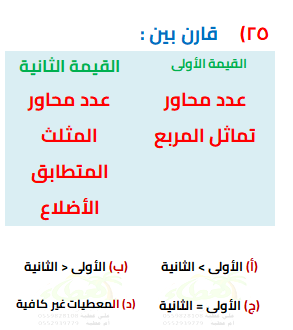 ٢٥) قارن بين :
القيمة الأولى
القيمة الثانية
عدد محاور
تماثل المربع
عدد محاور
المثلث
المتطابق
الأضلاع
(أ) الأولى > الثانية
(ب) الأولى < الثانية
(ج) الأولى = الثانية
(د) المعطيات غير كافية